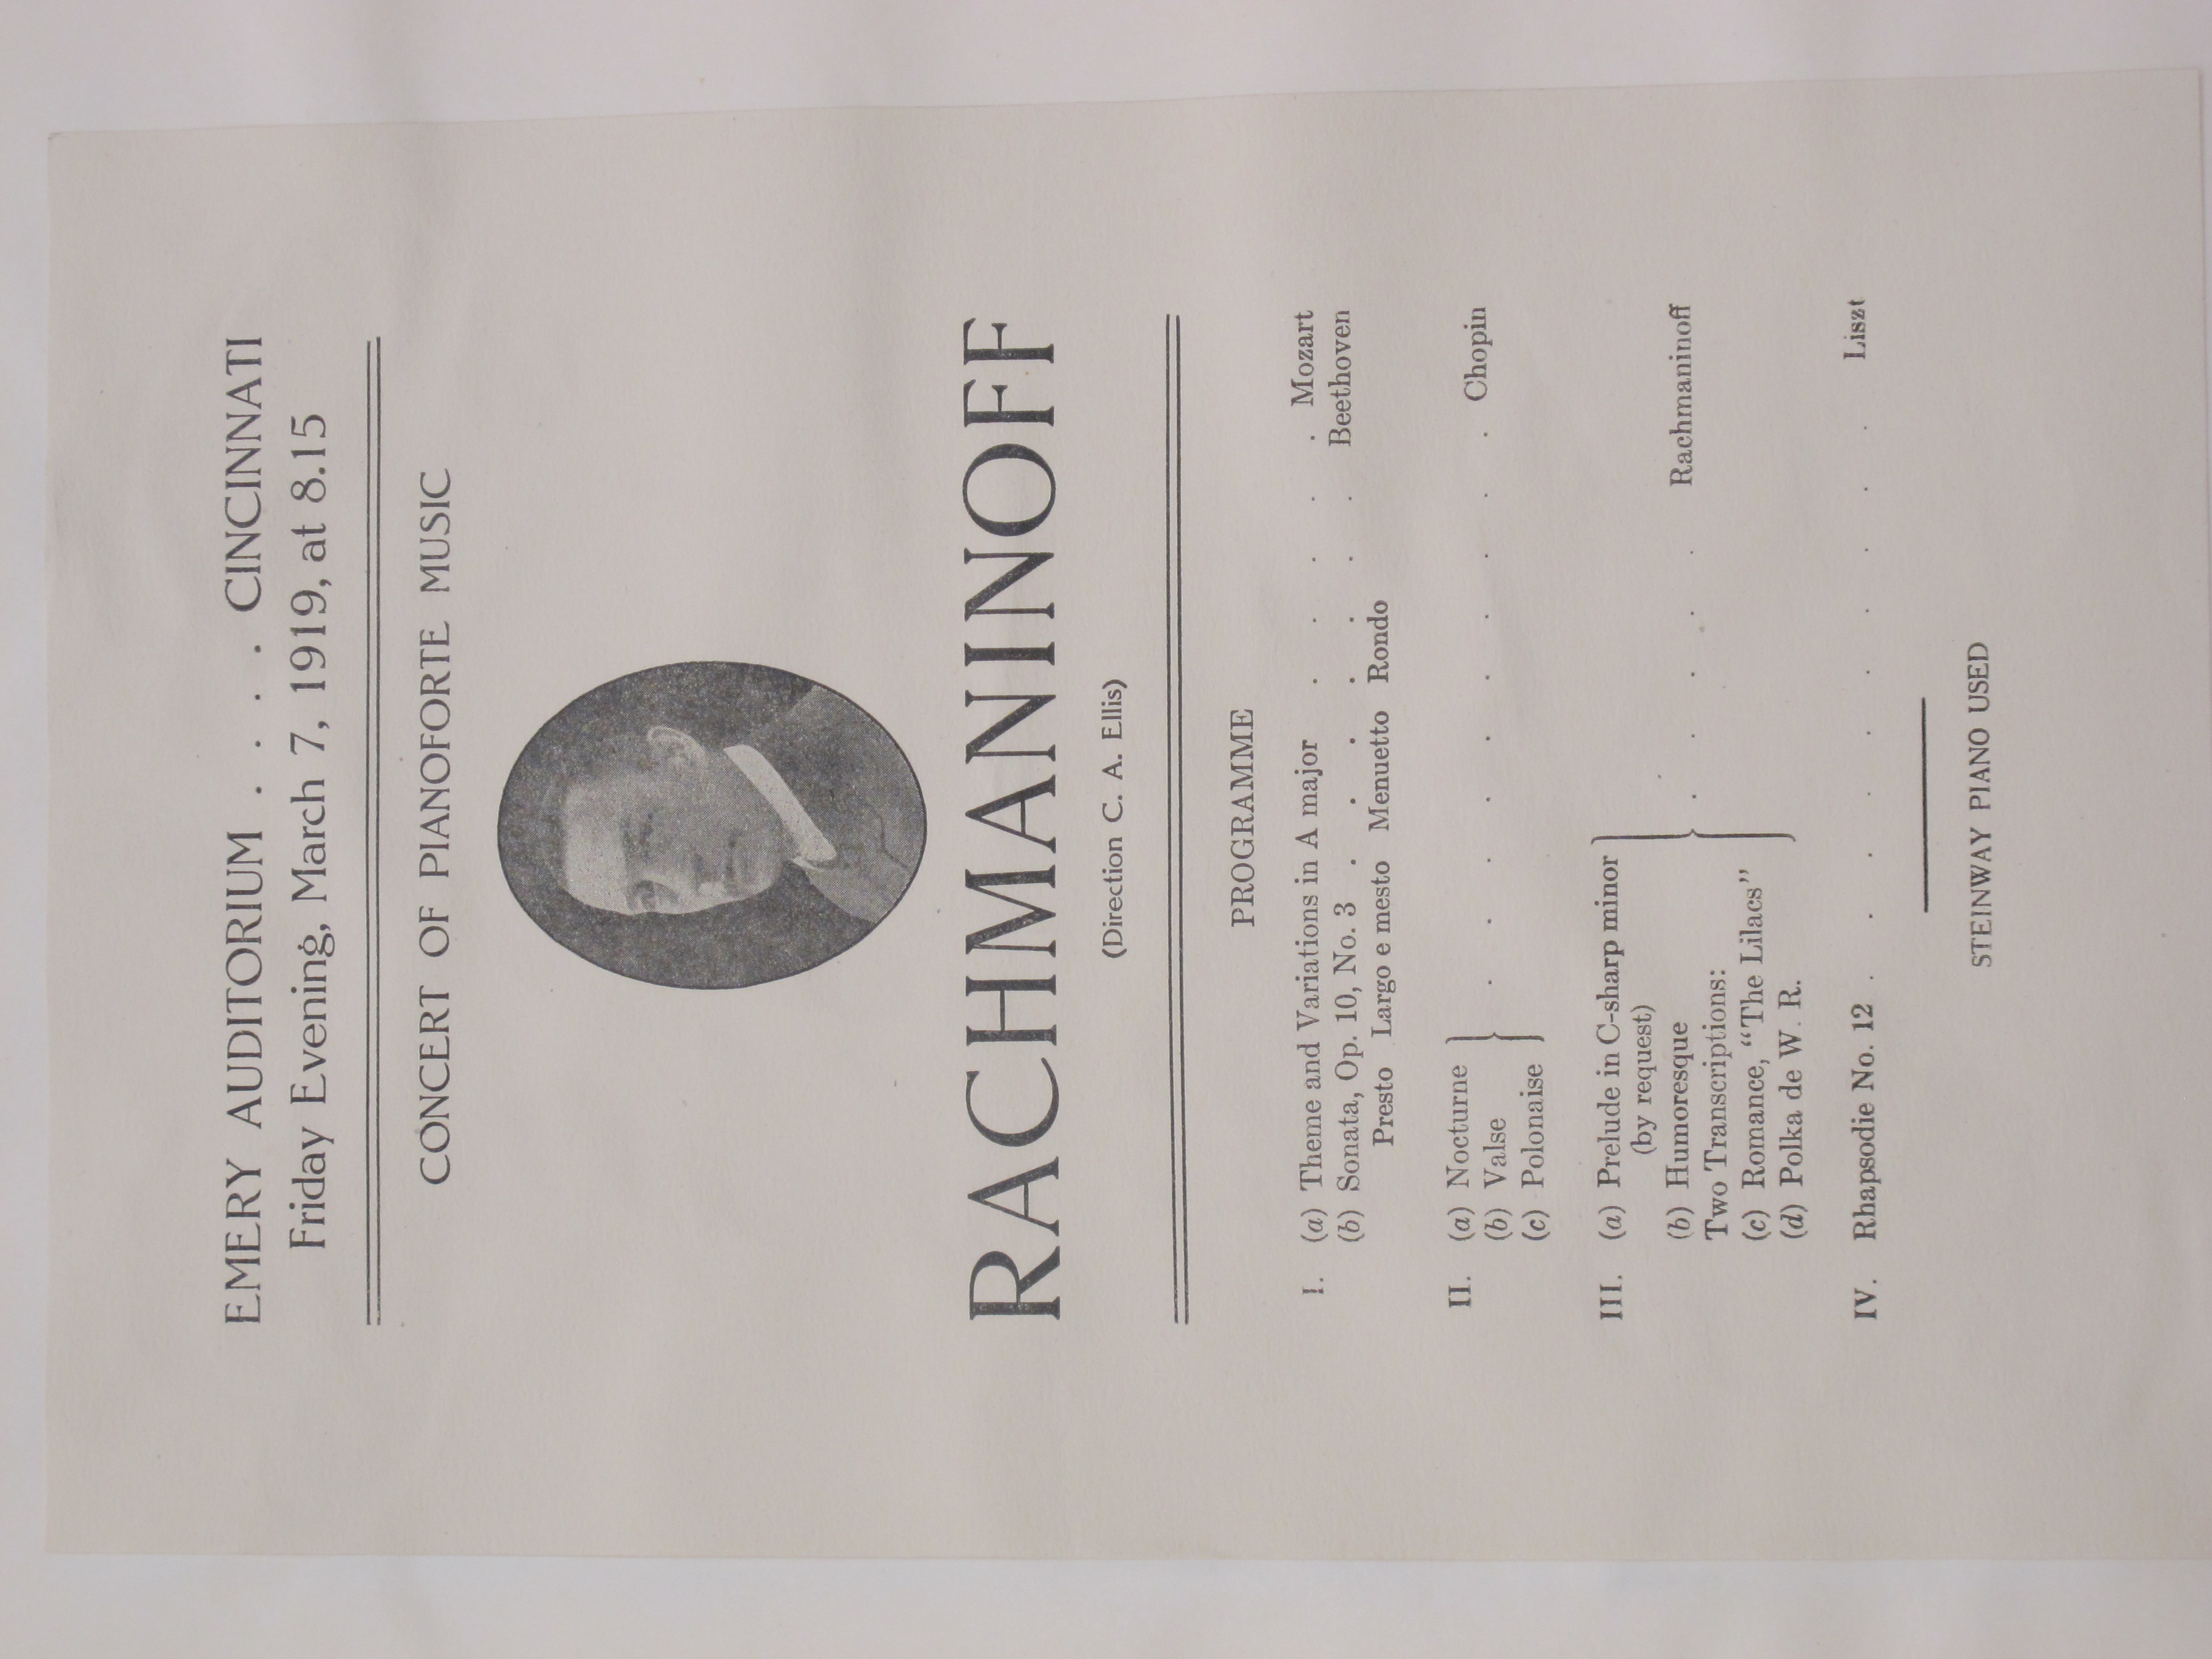 EMERY AUDITORIUM . . . . CINCINNATI
Friday Evening, March 7, 1919, at 8.15
CONCERT OF PIANOFORTE MUSIC
RACHMANINOFF
(Direction C. A. Ellis)
PROGRAMME
I. (a) Theme and Variations in A major . . . . . Mozart
(b) Sonata, Op. 10, No. 3 . . . . . . . Beethoven
Presto Largo e mesto Menuetto Rondo
II. (a) Nocturne
(b) Valse . . . . . . . . . . Chopin
(c) Polonaise
III. (a) Prelude in C-sharp minor
(by request)
(b) Humoresque . . . . . Rachmaninoff
Two Transcriptions:
(c) Romance, “The Lilacs”
(d) Polka de W. R.
IV. Rhapsodie No. 12 . . . . . . . . . . Liszt
STEINWAY PIANO USED